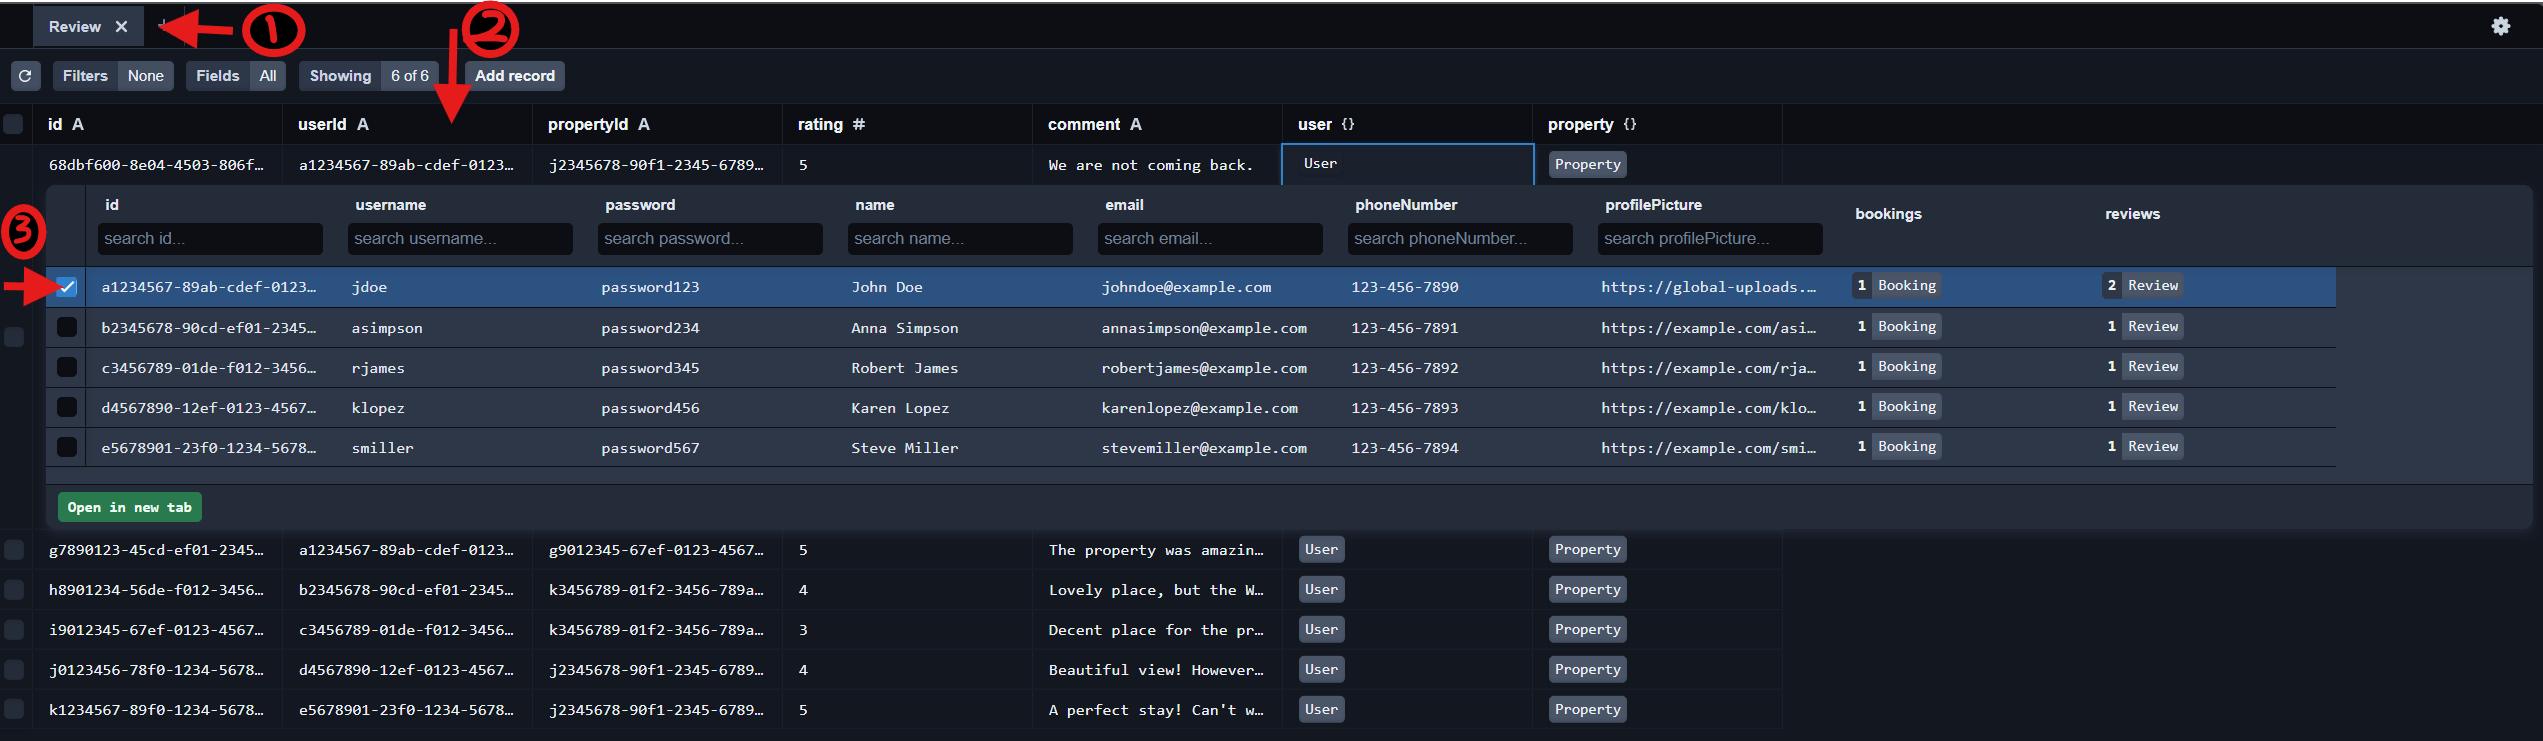 Review ✕ + 1 2
Filters None Fields All Showing 6 of 6 Add record
id A userId A propertyId A rating # comment A user {} property {}
68dbf600-8e04-4503-806f… a1234567-89ab-cdef-0123… j2345678-90f1-2345-6789… 5 We are not coming back. User Property
3
id username password name email phoneNumber profilePicture bookings reviews
search id... search username... search password... search name... search email... search phoneNumber... search profilePicture...
a1234567-89ab-cdef-0123… jdoe password123 John Doe johndoe@example.com 123-456-7890 https://global-uploads.… 1 Booking 2 Review
b2345678-90cd-ef01-2345… asimpson password234 Anna Simpson annasimpson@example.com 123-456-7891 https://example.com/asi… 1 Booking 1 Review
c3456789-01de-f012-3456… rjames password345 Robert James robertjames@example.com 123-456-7892 https://example.com/rja… 1 Booking 1 Review
d4567890-12ef-0123-4567… klopez password456 Karen Lopez karenlopez@example.com 123-456-7893 https://example.com/klo… 1 Booking 1 Review
e5678901-23f0-1234-5678… smiller password567 Steve Miller stevemiller@example.com 123-456-7894 https://example.com/smi… 1 Booking 1 Review
Open in new tab
g7890123-45cd-ef01-2345… a1234567-89ab-cdef-0123… g9012345-67ef-0123-4567… 5 The property was amazin… User Property
h8901234-56de-f012-3456… b2345678-90cd-ef01-2345… k3456789-01f2-3456-789a… 4 Lovely place, but the W… User Property
i9012345-67ef-0123-4567… c3456789-01de-f012-3456… k3456789-01f2-3456-789a… 3 Decent place for the pr… User Property
j0123456-78f0-1234-5678… d4567890-12ef-0123-4567… j2345678-90f1-2345-6789… 4 Beautiful view! However… User Property
k1234567-89f0-1234-5678… e5678901-23f0-1234-5678… j2345678-90f1-2345-6789… 5 A perfect stay! Can't w… User Property